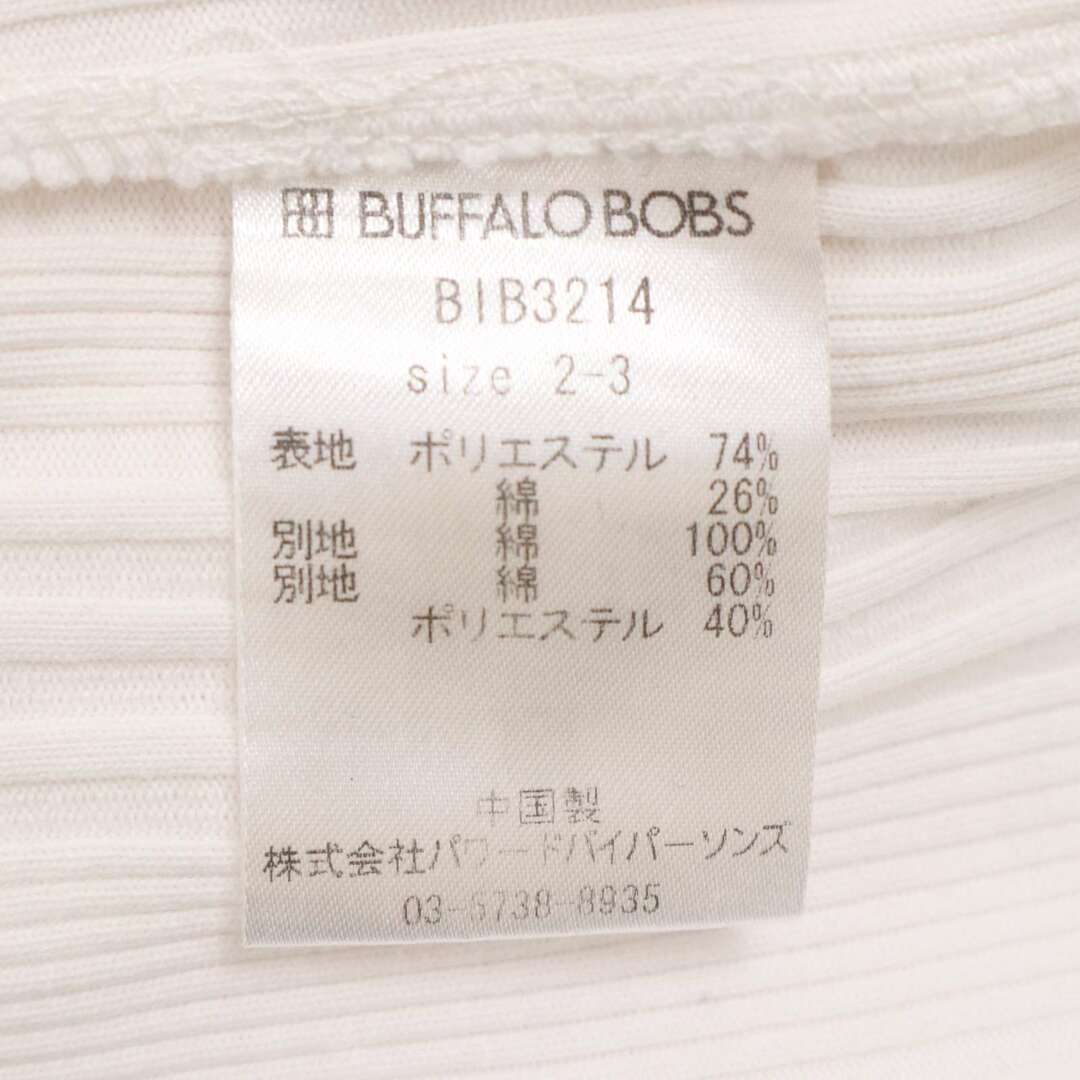 BUFFALO BOBS
BIB3214
size 2-3
表地 ポリエステル 74%
綿 26%
別地 綿 100%
別地 綿 60%
ポリエステル 40%
中国製
株式会社パワードバイパーソンズ
03-5738-8935